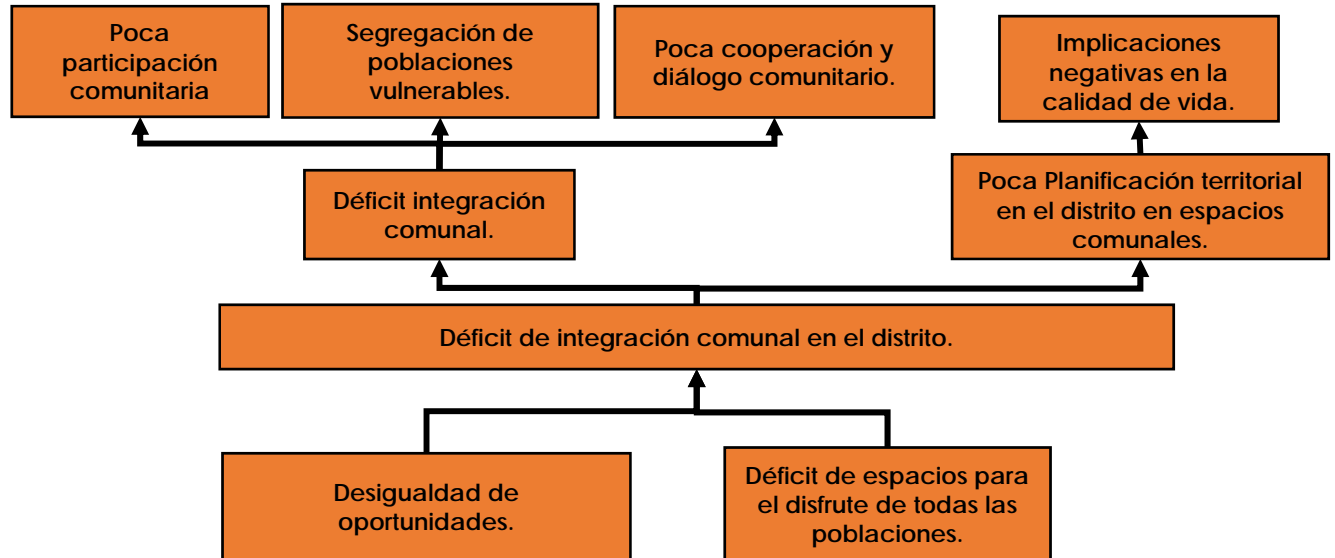 Poca
participación
comunitaria
Segregación de
poblaciones
vulnerables.
Poca cooperación y
diálogo comunitario.
Implicaciones
negativas en la
calidad de vida.
Déficit integración
comunal.
Poca Planificación territorial
en el distrito en espacios
comunales.
Déficit de integración comunal en el distrito.
Desigualdad de
oportunidades.
Déficit de espacios para
el disfrute de todas las
poblaciones.